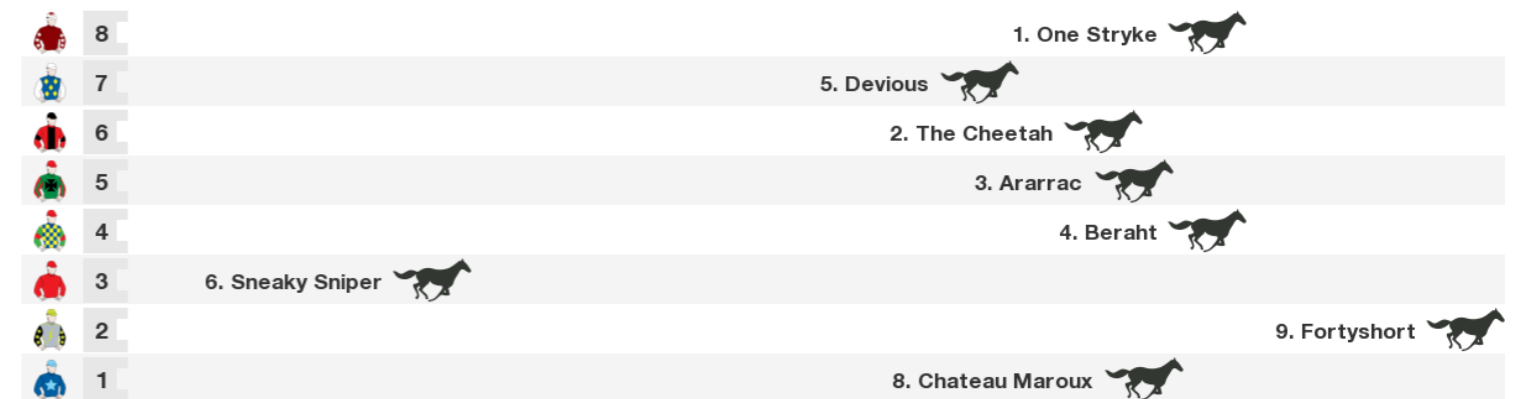 8 1. One Stryke
7 5. Devious
6 2. The Cheetah
5 3. Ararrac
4 4. Beraht
3 6. Sneaky Sniper
2 9. Fortyshort
1 8. Chateau Maroux